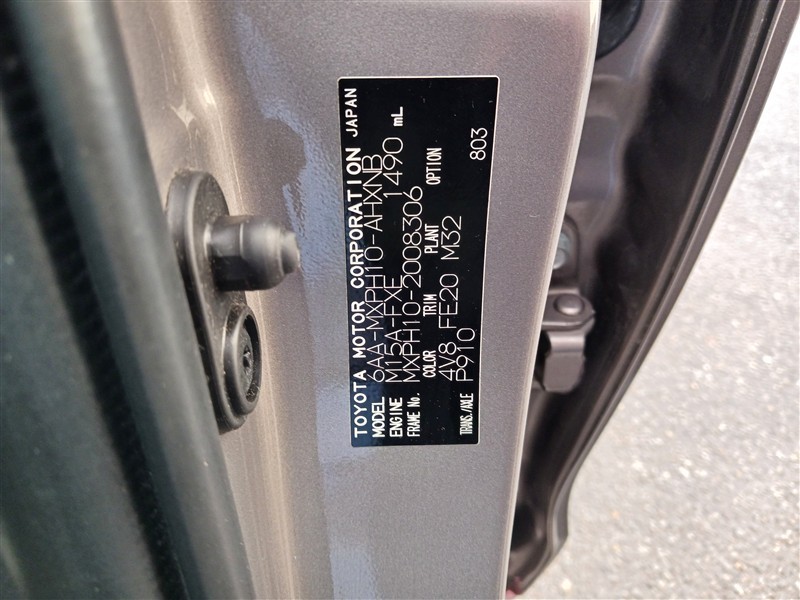 TOYOTA MOTOR CORPORATION JAPAN
MODEL 6AA-MXPH10-AHXNB
ENGINE M15A-FXE 1490 mL
FRAME No. MXPH10-2008306
COLOR TRIM PLANT OPTION
4V8 FE20 M32
TRANS./AXLE P910 803